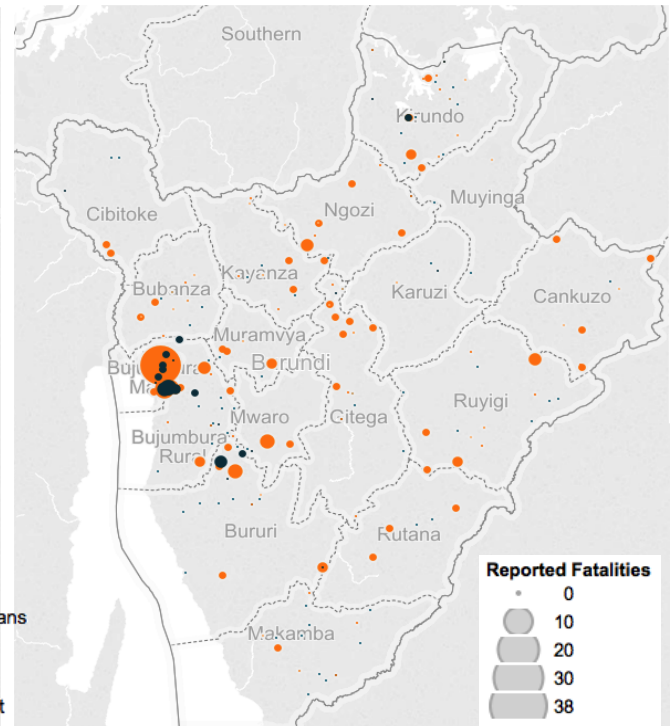 Southern
Kirundo
Muyinga
Ngozi
Cibitoke
Kayanza
Bubanza
Karuzi
Cankuzo
Muramvya
Burundi
Ruyigi
Mwaro
Gitega
Bujumbura
Rural
Bururi
Rutana
Makamba
ans
t
Reported Fatalities
0
10
20
30
38